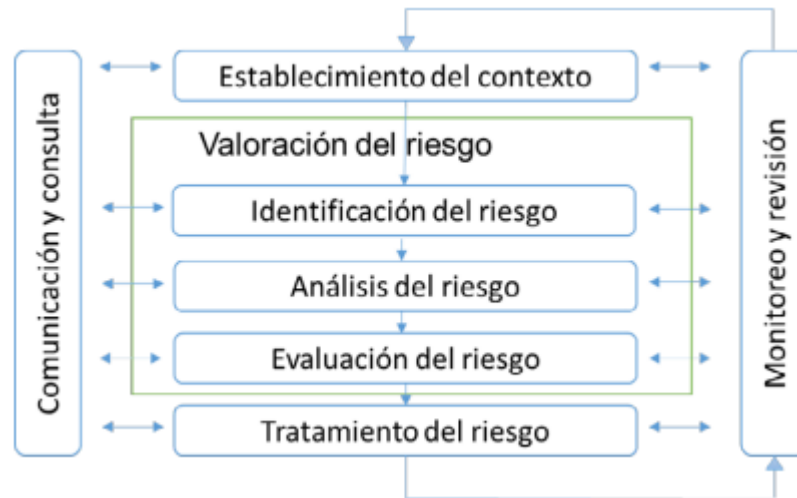 Establecimiento del contexto
Comunicación y consulta
Valoración del riesgo
Identificación del riesgo
Análisis del riesgo
Evaluación del riesgo
Tratamiento del riesgo
Monitoreo y revisión